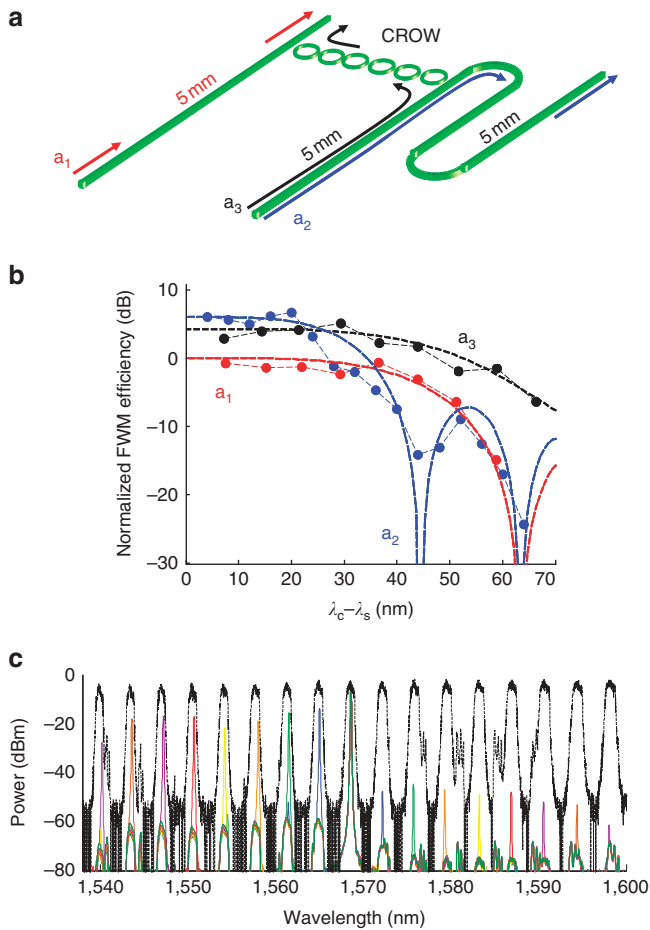 a
CROW
5 mm
a1
5 mm
5 mm
a3
a2
b
Normalized FWM efficiency (dB)
10
0
–10
–20
–30
a3
a1
a2
0 10 20 30 40 50 60 70
λc–λs (nm)
c
Power (dBm)
0
–20
–40
–60
–80
1,540 1,550 1,560 1,570 1,580 1,590 1,600
Wavelength (nm)